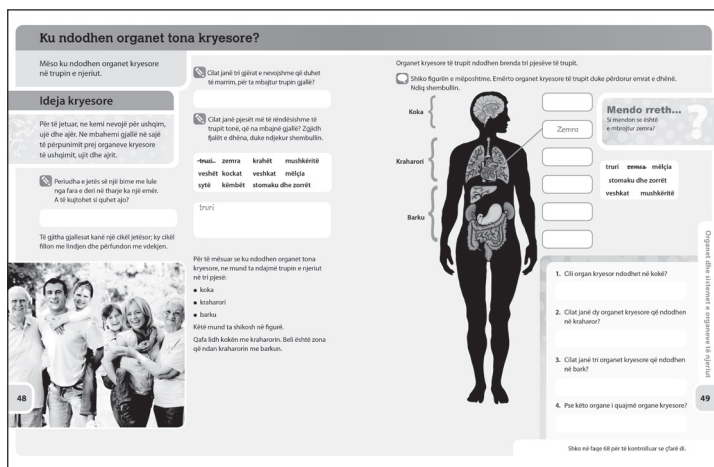 Ku ndodhen organet tona kryesore?
Mëso ku ndodhen organet kryesore
në trupin e njeriut.
Ideja kryesore
Për të jetuar, ne kemi nevojë për ushqim,
ujë dhe ajër. Ne mbahemi gjallë në sajë
të përpunimit prej organeve kryesore
të ushqimit, ujit dhe ajrit.
Periudha e jetës së një bime me lule
nga fara e deri në tharje ka një emër.
A të kujtohet si quhet ajo?
Të gjitha gjallesat kanë një cikël jetësor; ky cikël
fillon me lindjen dhe përfundon me vdekjen.
48
Cilat janë tri gjërat e nevojshme që duhet
të marrim, për ta mbajtur trupin gjallë?
Cilat janë pjesët më të rëndësishme të
trupit tonë, që na mbajnë gjallë? Zgjidh
fjalët e dhëna, duke ndjekur shembullin.
truri zemra krahët mushkëritë
veshët kockat veshkat mëlçia
sytë këmbët stomaku dhe zorrët
truri
Për të mësuar se ku ndodhen organet tona
kryesore, ne mund ta ndajmë trupin e njeriut
në tri pjesë:
• koka
• kraharori
• barku
Këtë mund ta shikosh në figurë.
Qafa lidh kokën me kraharorin. Beli është zona
që ndan kraharorin me barkun.
Organet kryesore të trupit ndodhen brenda tri pjesëve të trupit.
Shiko figurën e mëposhtme. Emërto organet kryesore të trupit duke përdorur emrat e dhënë.
Ndiq shembullin.
Koka
Kraharori
Barku
Zemra
Mendo rreth...
Si mendon se është
e mbrojtur zemra?
?
truri zemra mëlçia
stomaku dhe zorrët
veshkat mushkëritë
1. Cili organ kryesor ndodhet në kokë?
2. Cilat janë dy organet kryesore që ndodhen
në kraharor?
3. Cilat janë tri organet kryesore që ndodhen
në bark?
4. Pse këto organe i quajmë organe kryesore?
Shko në faqe 68 për të kontrolluar se çfarë di.
Organet dhe sistemet e organeve të njeriut
49